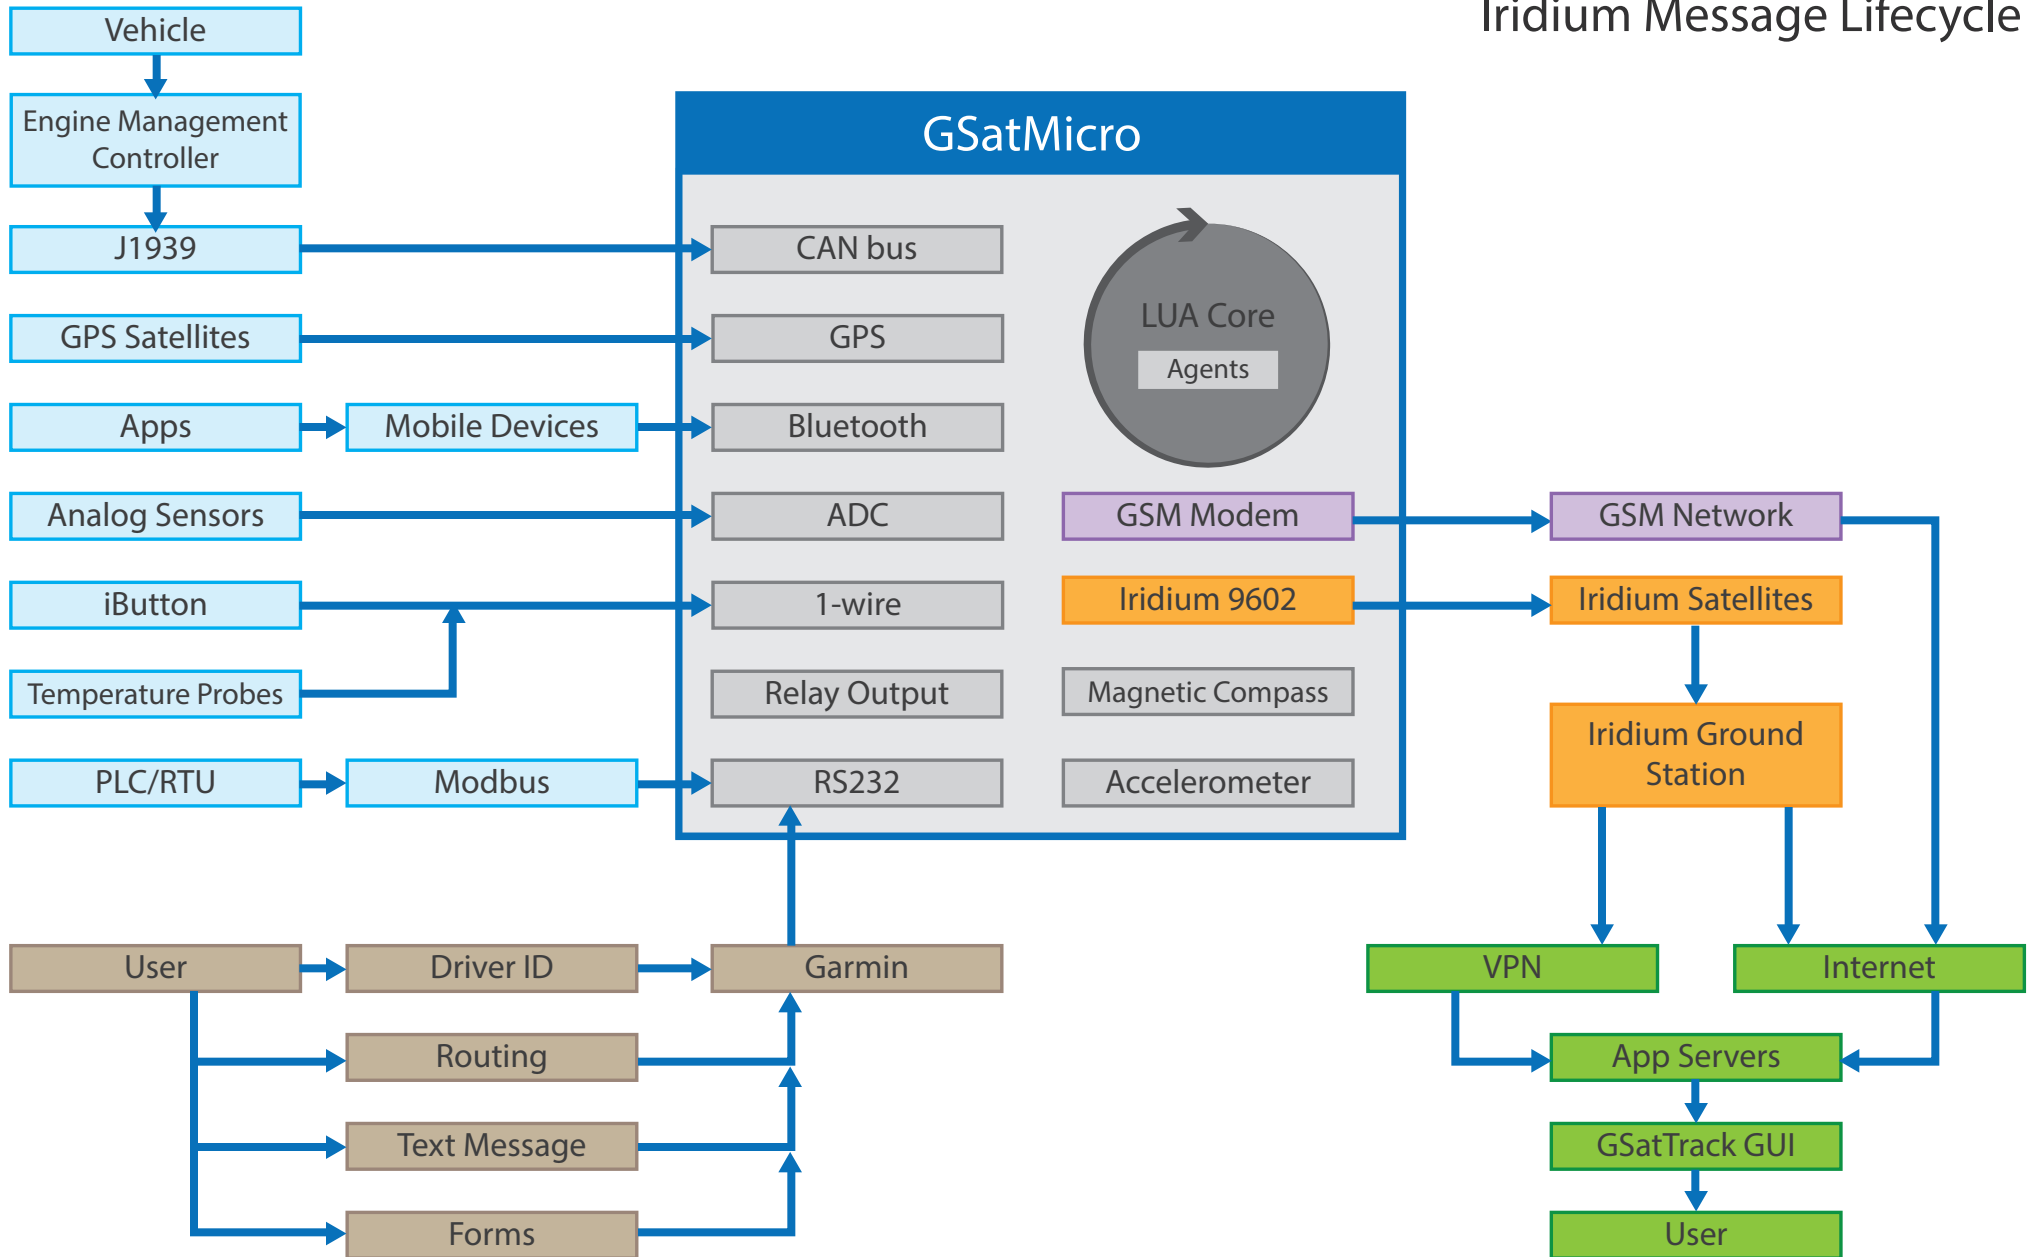 Iridium Message Lifecycle
Vehicle
Engine Management
Controller
J1939
GPS Satellites
Apps
Mobile Devices
Analog Sensors
iButton
Temperature Probes
PLC/RTU
Modbus
GSatMicro
CAN bus
GPS
Bluetooth
ADC
1-wire
Relay Output
RS232
LUA Core
Agents
GSM Modem
Iridium 9602
Magnetic Compass
Accelerometer
GSM Network
Iridium Satellites
Iridium Ground
Station
User
Driver ID
Garmin
Routing
Text Message
Forms
VPN
Internet
App Servers
GSatTrack GUI
User